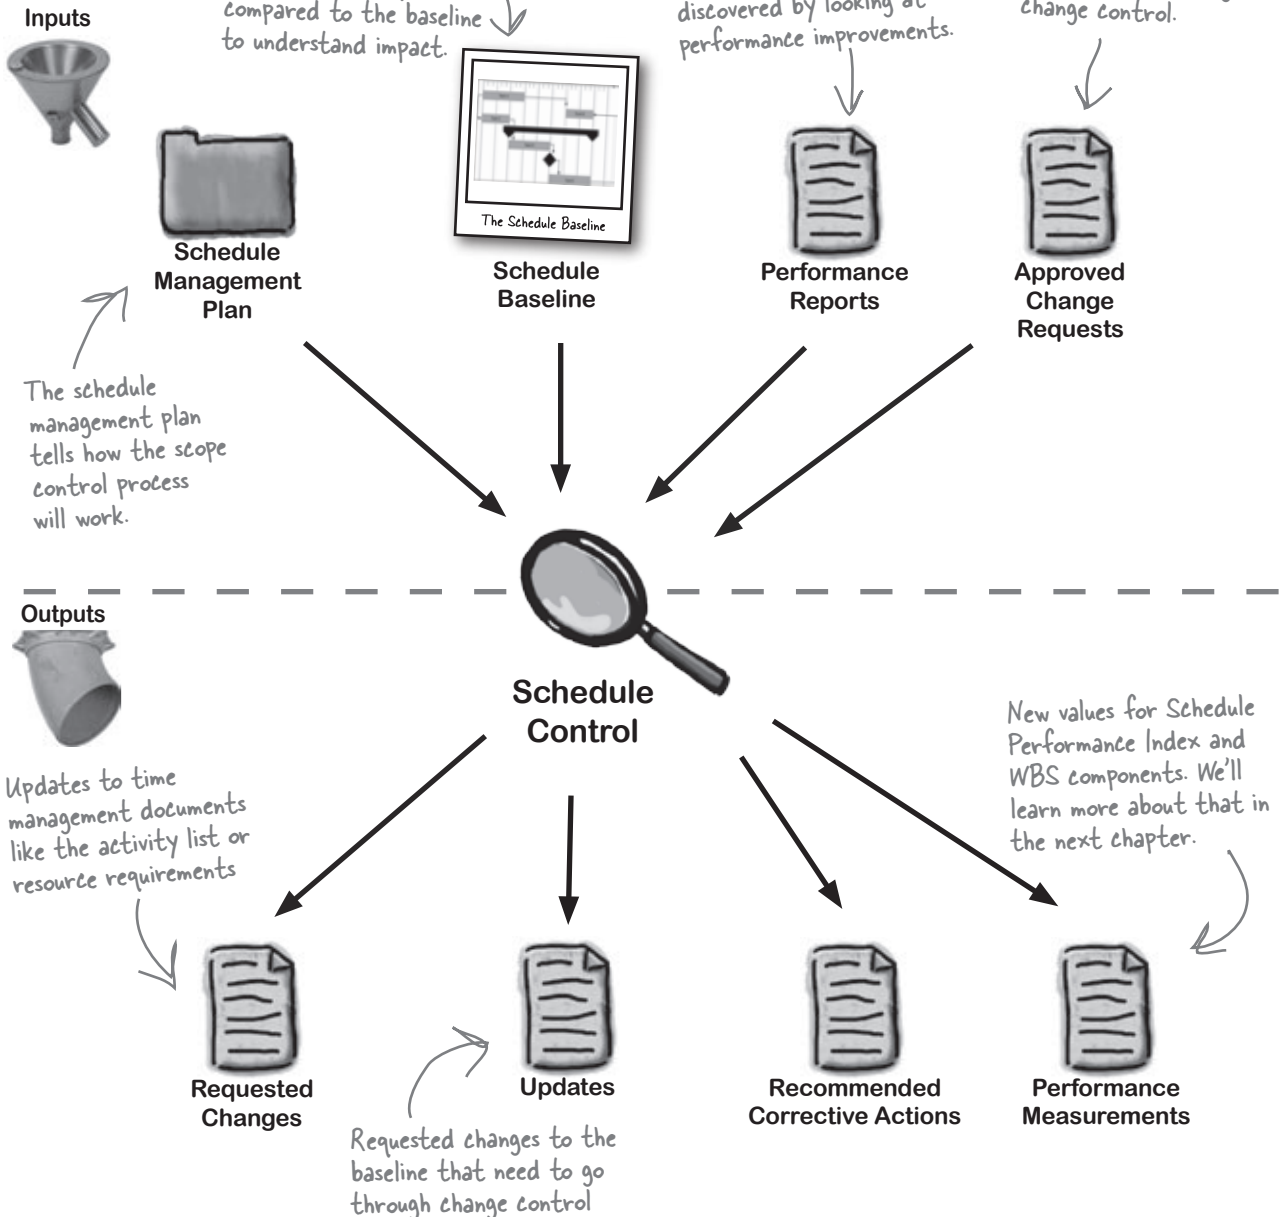 Inputs
compared to the baseline
to understand impact.
discovered by looking at
performance improvements.
change control.
The Schedule Baseline
Schedule
Management
Plan
Schedule
Baseline
Performance
Reports
Approved
Change
Requests
The schedule
management plan
tells how the scope
control process
will work.
Outputs
Schedule
Control
Updates to time
management documents
like the activity list or
resource requirements
New values for Schedule
Performance Index and
WBS components. We'll
learn more about that in
the next chapter.
Requested
Changes
Updates
Recommended
Corrective Actions
Performance
Measurements
Requested changes to the
baseline that need to go
through change control